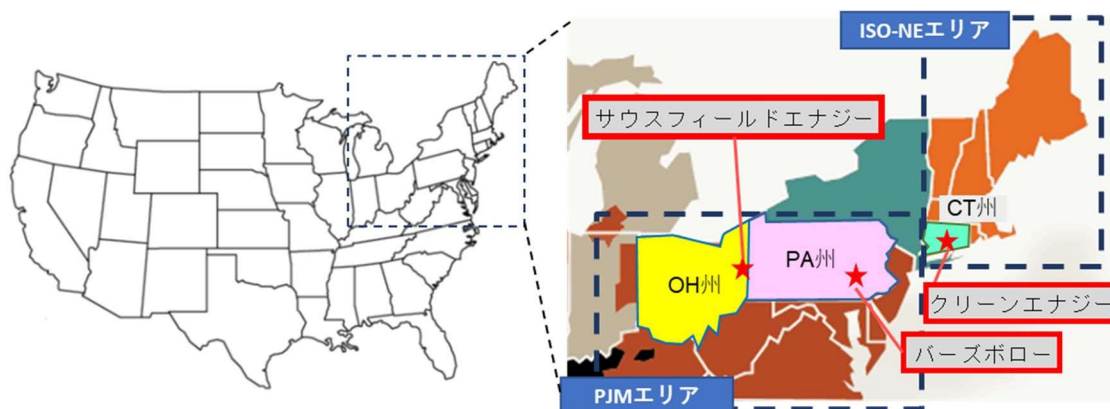 ISO-NEエリア
サウスフィールドエナジー
CT州
OH州
PA州
クリーンエナジー
バーズボロー
PJMエリア